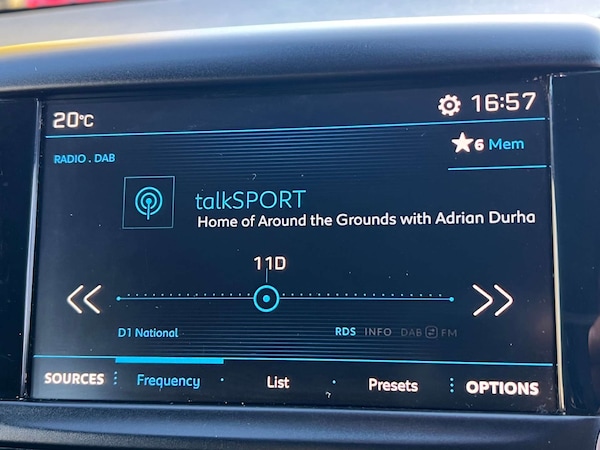 20°C 16:57
RADIO . DAB ★6 Mem
talkSPORT
Home of Around the Grounds with Adrian Durha
11D
D1 National RDS INFO DAB FM
SOURCES Frequency List Presets OPTIONS